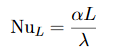 Nu_L = αL / λ